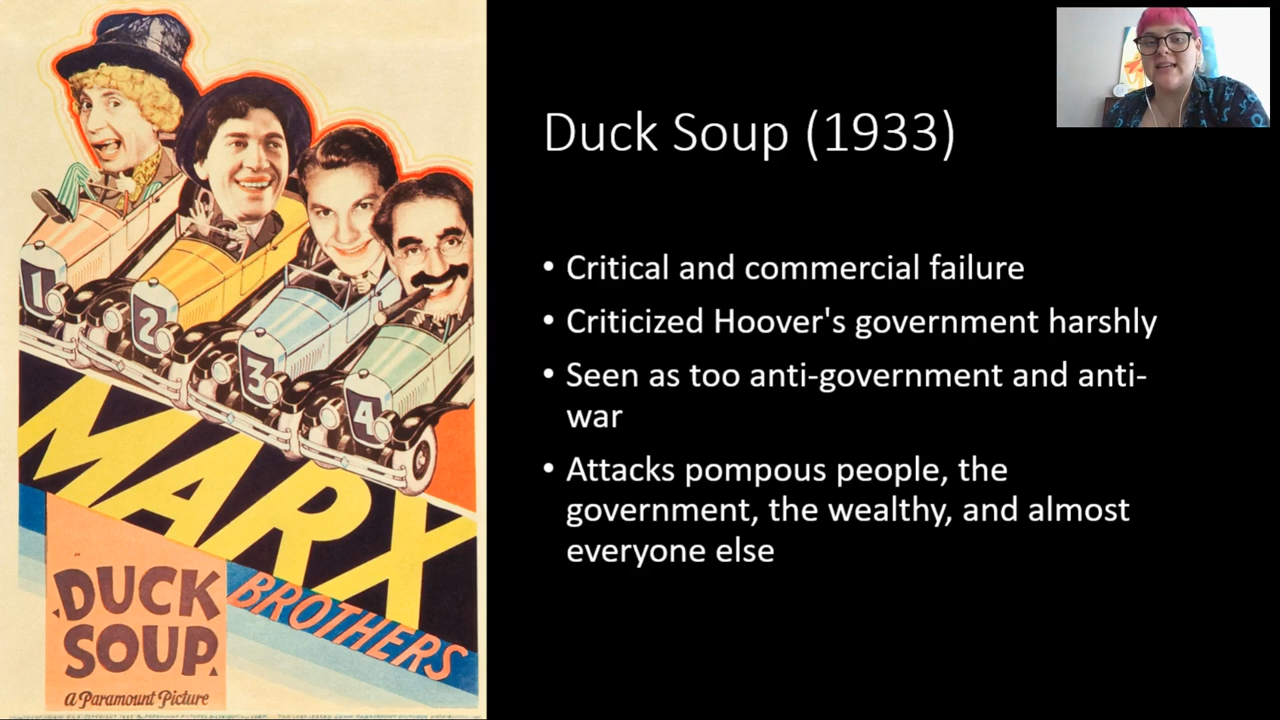 1
2
3
4
MARX
BROTHERS
DUCK
SOUP
a Paramount Picture
Duck Soup (1933)
• Critical and commercial failure
• Criticized Hoover's government harshly
• Seen as too anti-government and anti-
war
• Attacks pompous people, the
government, the wealthy, and almost
everyone else